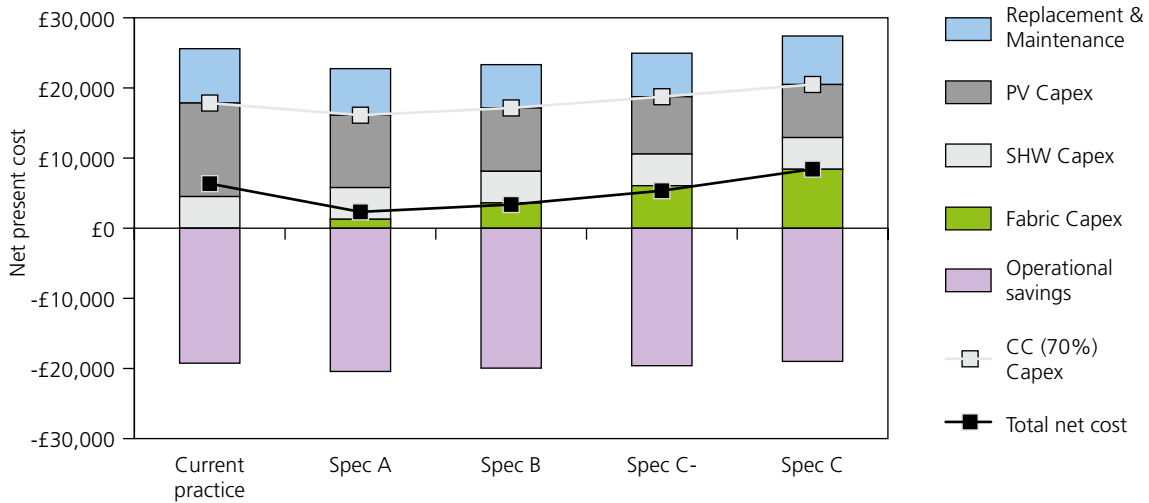 Net present cost
£30,000
£20,000
£10,000
£0
-£10,000
-£20,000
-£30,000
Current
practice
Spec A
Spec B
Spec C-
Spec C
Replacement &
Maintenance
PV Capex
SHW Capex
Fabric Capex
Operational
savings
CC (70%)
Capex
Total net cost